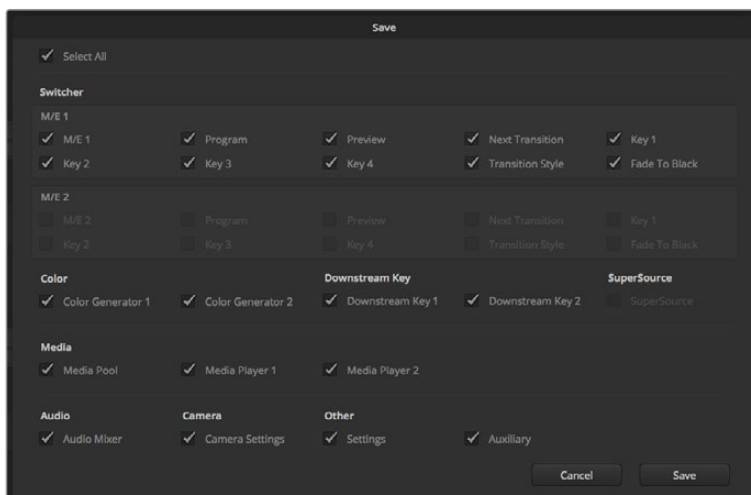 Save
Select All
Switcher
M/E 1
M/E 1 Program Preview Next Transition Key 1
Key 2 Key 3 Key 4 Transition Style Fade To Black
M/E 2
M/E 2 Program Preview Next Transition Key 1
Key 2 Key 3 Key 4 Transition Style Fade To Black
Color Downstream Key SuperSource
Color Generator 1 Color Generator 2 Downstream Key 1 Downstream Key 2 SuperSource
Media
Media Pool Media Player 1 Media Player 2
Audio Camera Other
Audio Mixer Camera Settings Settings Auxiliary
Cancel Save